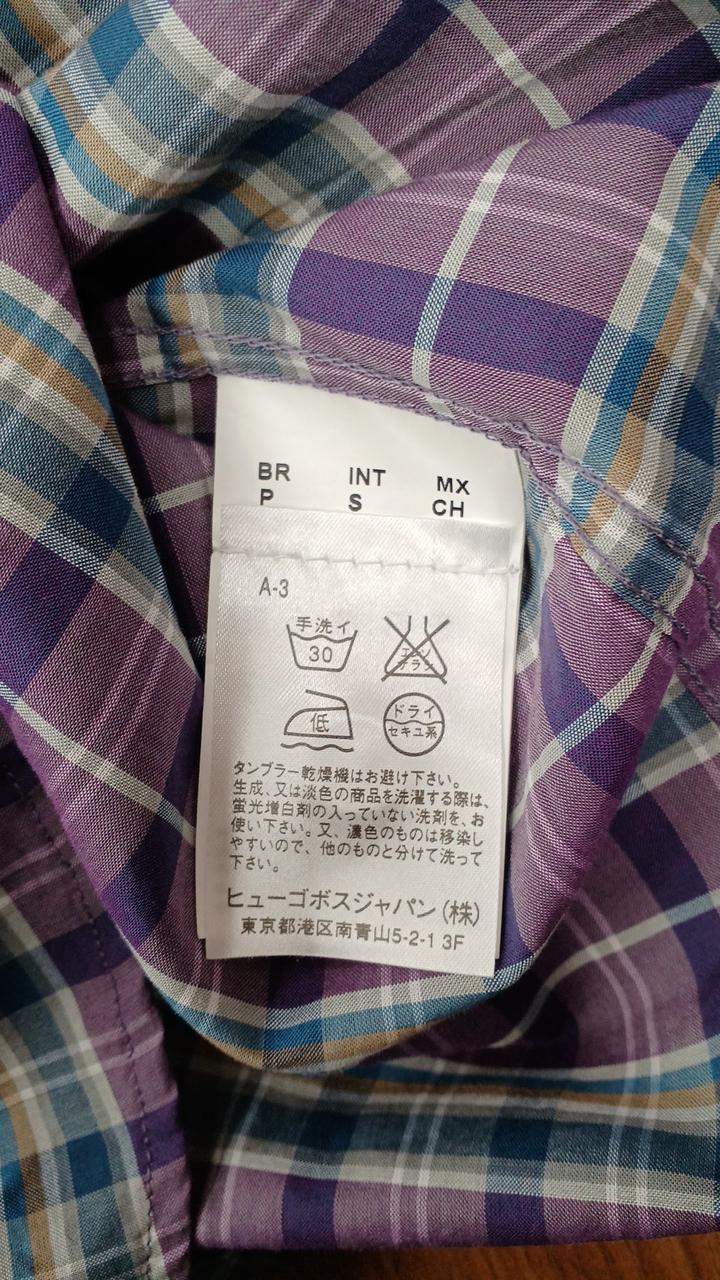 BR INT MX
P S CH
A-3
手洗イ
30
エンソ
サラシ
低
ドライ
セキユ系
タンブラー乾燥機はお避け下さい。
生成、又は淡色の商品を洗濯する際は、
蛍光増白剤の入っていない洗剤を、お
使い下さい。又、濃色のものは移染し
やすいので、他のものと分けて洗って
下さい。
ヒューゴボスジャパン(株)
東京都港区南青山5-2-1 3F